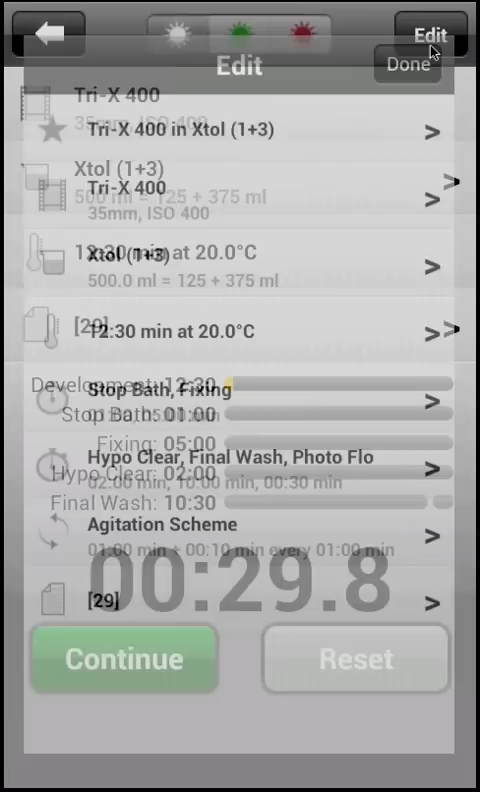 Edit
Edit
Done
Tri-X 400
35mm, ISO 400
Tri-X 400 in Xtol (1+3)
>
Xtol (1+3)
500 ml = 125 + 375 ml
>
Tri-X 400
35mm, ISO 400
>
12:30 min at 20.0°C
Xtol (1+3)
500.0 ml = 125 + 375 ml
>
[29]
12:30 min at 20.0°C
>
>
Development: 12:30
Stop Bath, Fixing
>
Stop Bath: 01:00
Fixing: 05:00
Hypo Clear, Final Wash, Photo Flo
02:00 min, 10:00 min, 00:30 min
>
Hypo Clear: 02:00
Final Wash: 10:30
Agitation Scheme
01:00 min + 00:10 min every 01:00 min
>
00:29.8
[29]
>
Continue
Reset